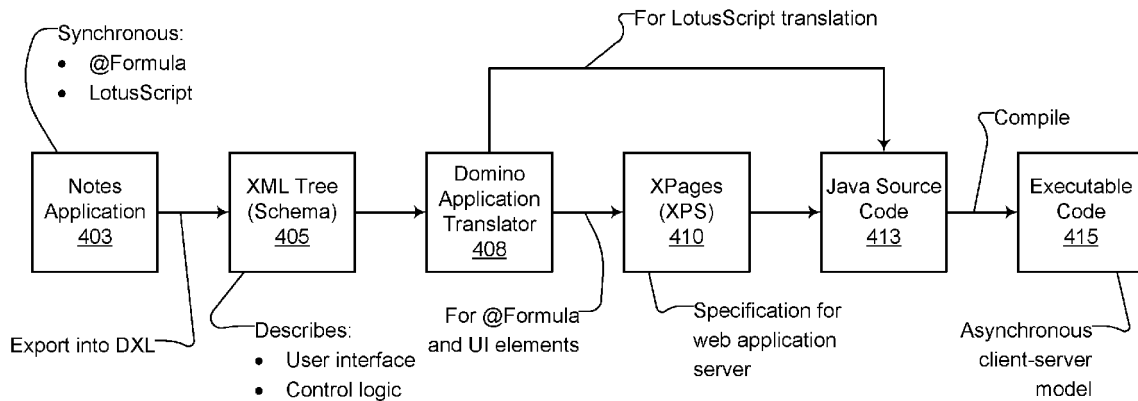 For LotusScript translation
Synchronous:
• @Formula
• LotusScript
Compile
Notes
Application
403
XML Tree
(Schema)
405
Domino
Application
Translator
408
XPages
(XPS)
410
Java Source
Code
413
Executable
Code
415
Export into DXL
Describes:
• User interface
• Control logic
For @Formula
and UI elements
Specification for
web application
server
Asynchronous
client-server
model